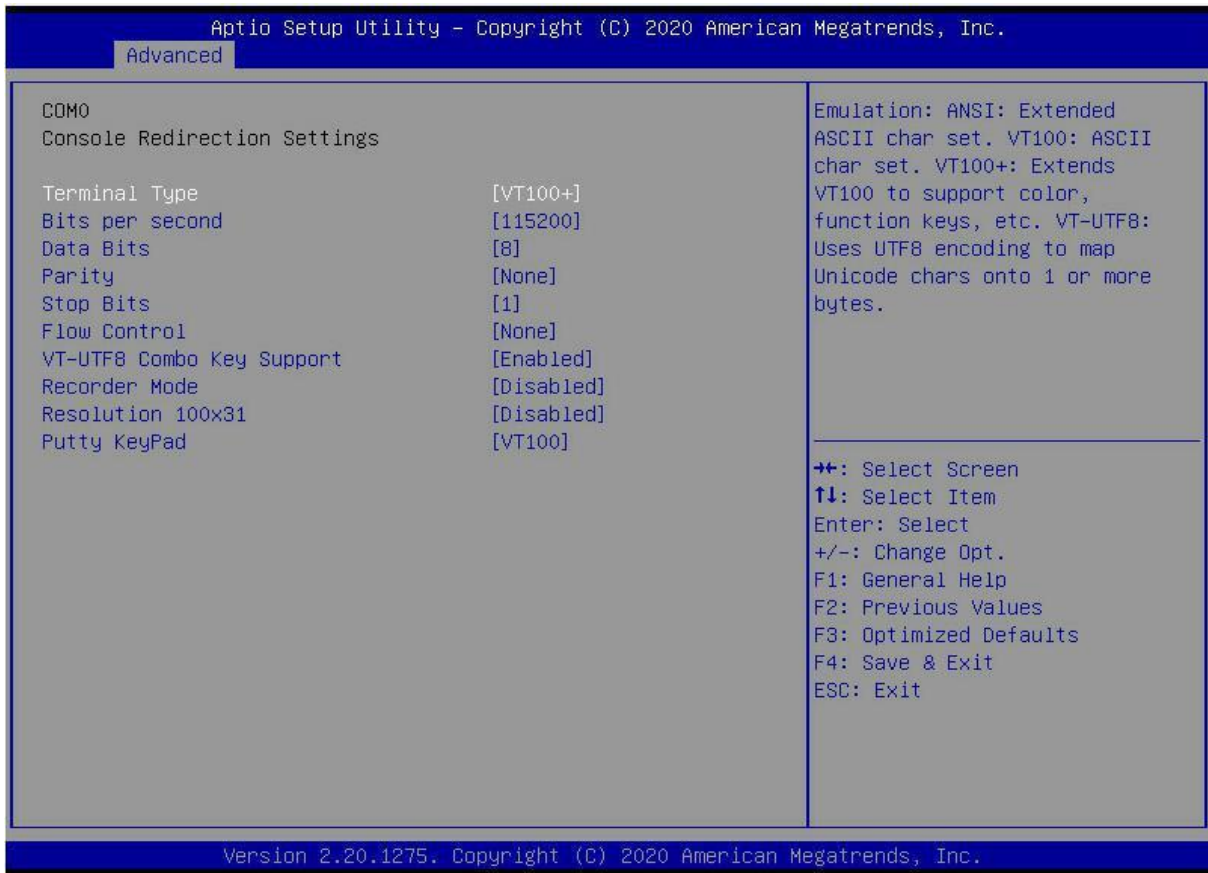 Aptio Setup Utility – Copyright (C) 2020 American Megatrends, Inc.
Advanced
COM0
Console Redirection Settings
Terminal Type [VT100+]
Bits per second [115200]
Data Bits [8]
Parity [None]
Stop Bits [1]
Flow Control [None]
VT-UTF8 Combo Key Support [Enabled]
Recorder Mode [Disabled]
Resolution 100x31 [Disabled]
Putty KeyPad [VT100]
Emulation: ANSI: Extended
ASCII char set. VT100: ASCII
char set. VT100+: Extends
VT100 to support color,
function keys, etc. VT-UTF8:
Uses UTF8 encoding to map
Unicode chars onto 1 or more
bytes.
→←: Select Screen
↑↓: Select Item
Enter: Select
+/-: Change Opt.
F1: General Help
F2: Previous Values
F3: Optimized Defaults
F4: Save & Exit
ESC: Exit
Version 2.20.1275. Copyright (C) 2020 American Megatrends, Inc.